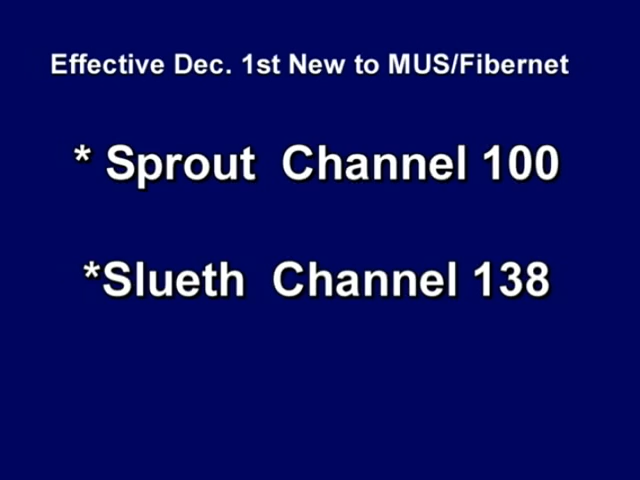 Effective Dec. 1st New to MUS/Fibernet
* Sprout Channel 100
*Slueth Channel 138